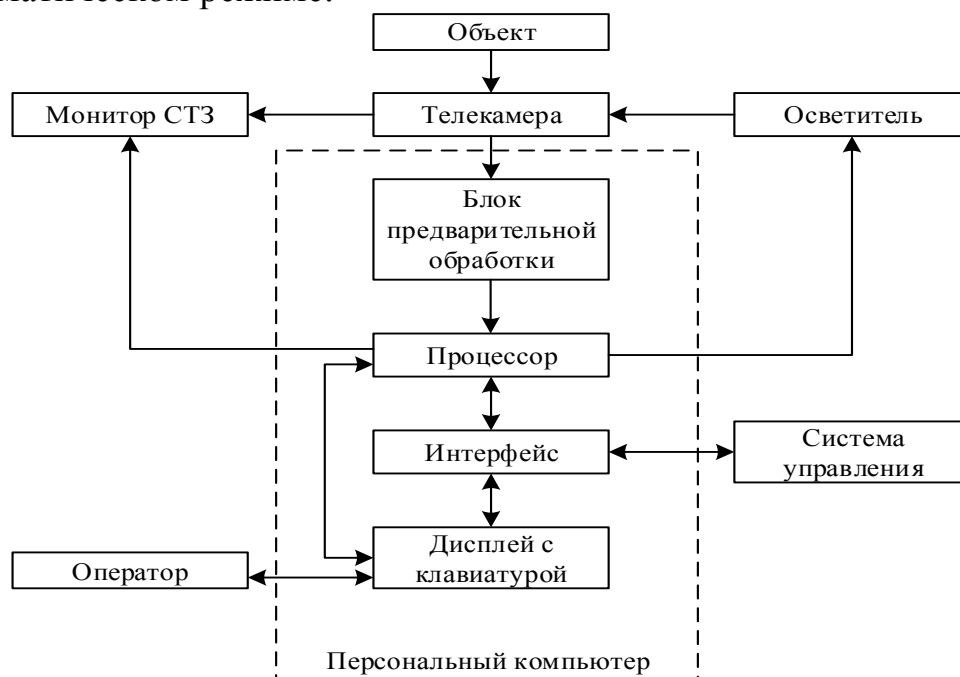 Объект
Монитор СТЗ
Телекамера
Осветитель
Блок
предварительной
обработки
Процессор
Интерфейс
Система
управления
Дисплей с
клавиатурой
Оператор
Персональный компьютер